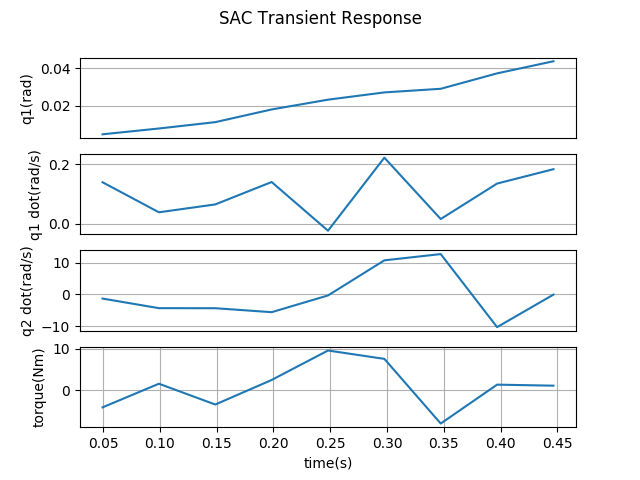 SAC Transient Response
q1(rad)
0.04
0.02
q1 dot(rad/s)
0.2
0.0
q2 dot(rad/s)
10
0
−10
torque(Nm)
10
0
0.05 0.10 0.15 0.20 0.25 0.30 0.35 0.40 0.45
time(s)